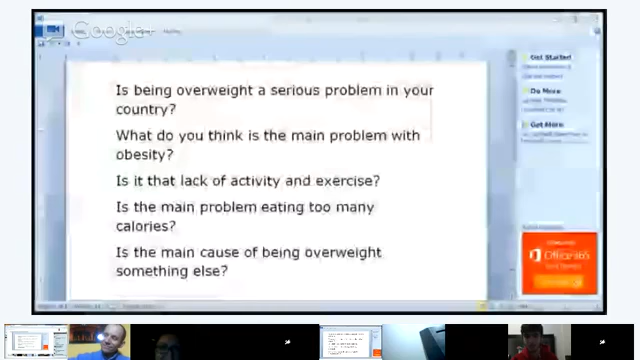 Google+
Get Started
Is being overweight a serious problem in your
country?
Do More
What do you think is the main problem with
obesity?
Get More
Is it that lack of activity and exercise?
Is the main problem eating too many
calories?
Is the main cause of being overweight
something else?
Office 365